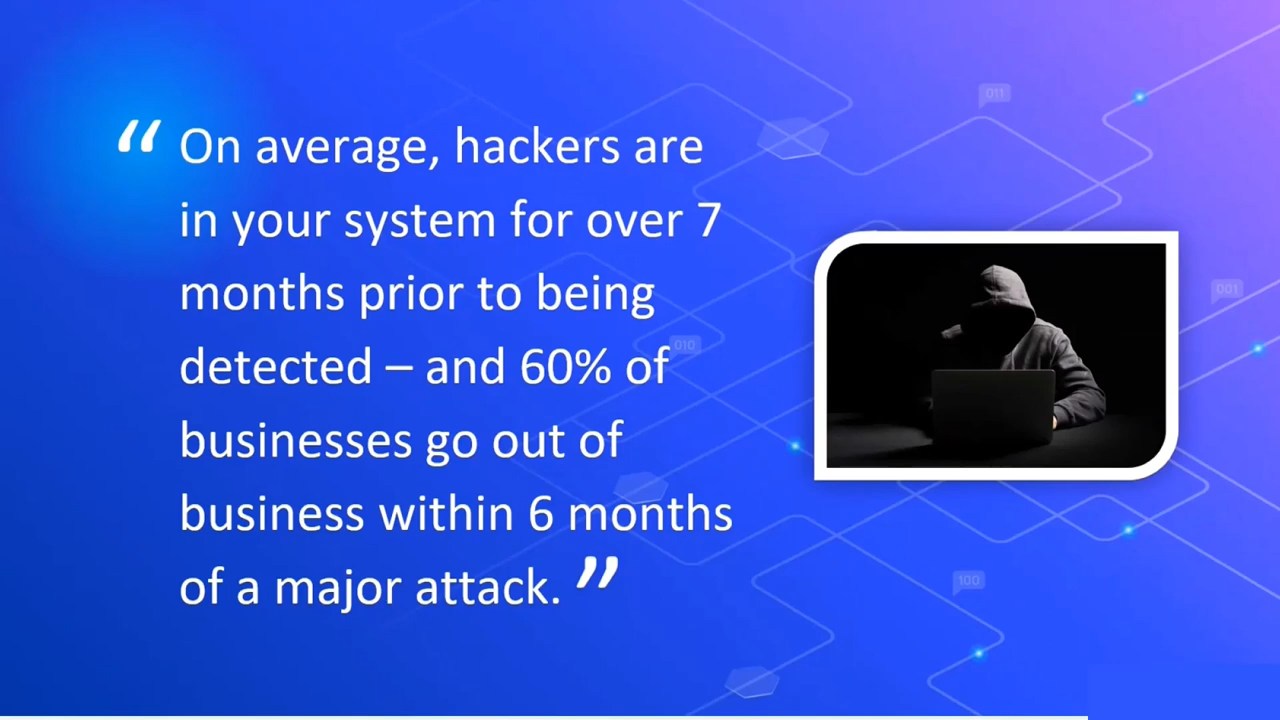 “ On average, hackers are
in your system for over 7
months prior to being
detected – and 60% of
businesses go out of
business within 6 months
of a major attack. ”
011
001
010
100